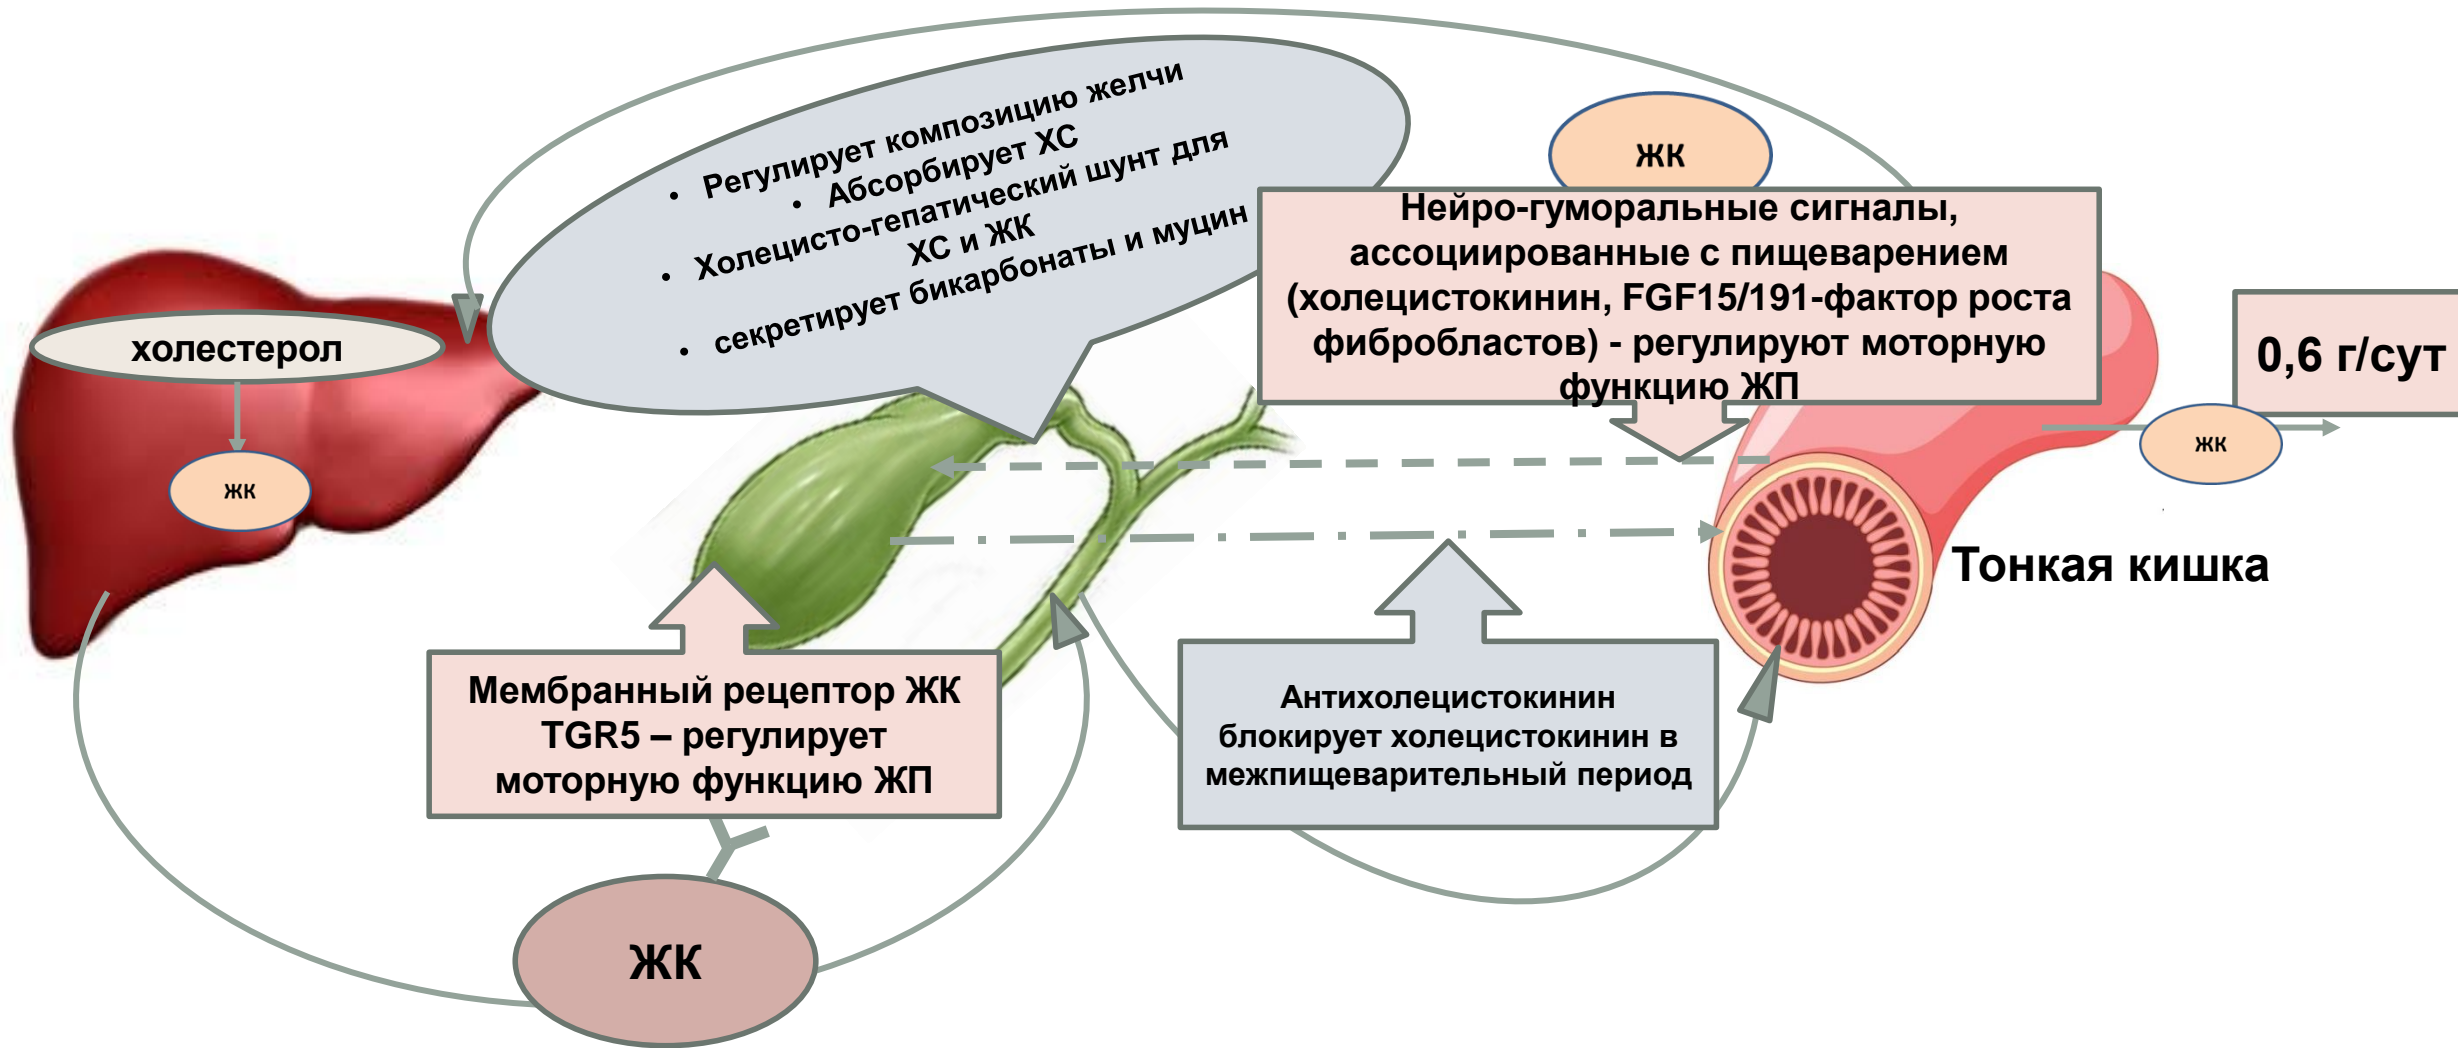 • Регулирует композицию желчи
• Абсорбирует ХС
• Холецисто-гепатический шунт для
ХС и ЖК
• секретирует бикарбонаты и муцин
ЖК
Нейро-гуморальные сигналы,
ассоциированные с пищеварением
(холецистокинин, FGF15/191-фактор роста
фибробластов) - регулируют моторную
функцию ЖП
холестерол
ЖК
0,6 г/сут
ЖК
Тонкая кишка
Мембранный рецептор ЖК
TGR5 – регулирует
моторную функцию ЖП
Антихолецистокинин
блокирует холецистокинин в
межпищеварительный период
ЖК